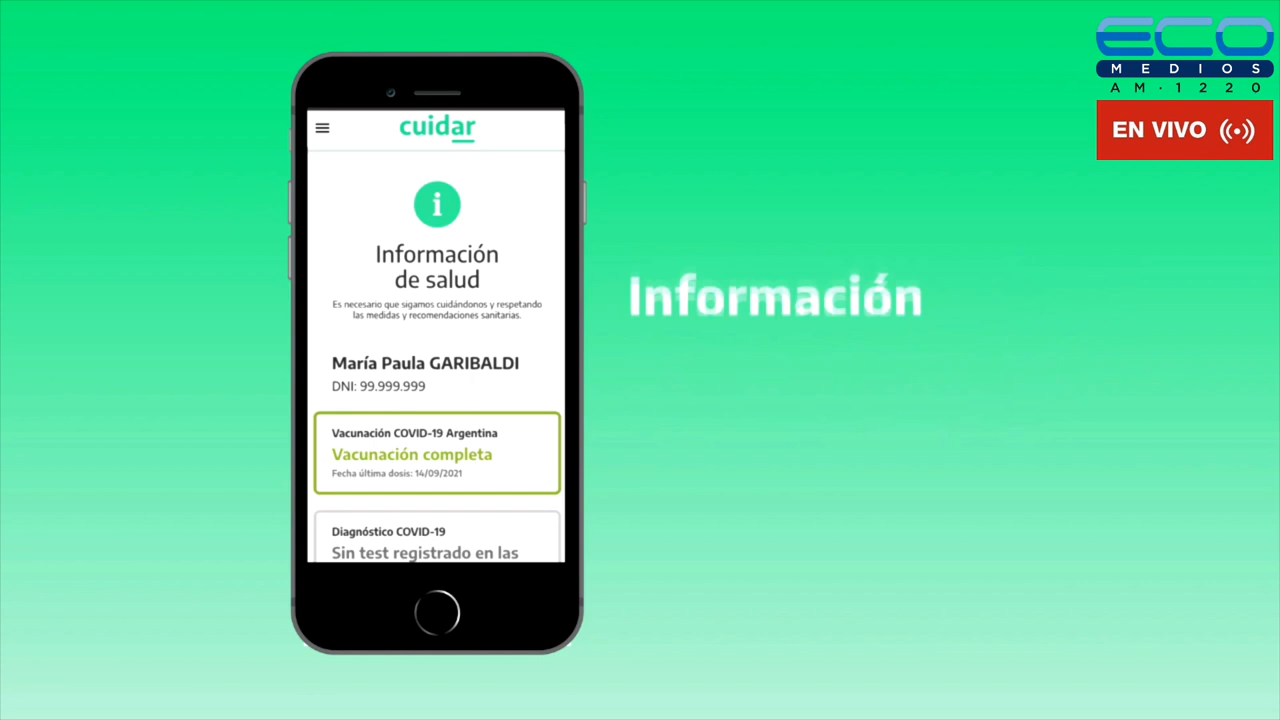 cuidar
i
Información
de salud
Es necesario que sigamos cuidándonos y respetando
las medidas y recomendaciones sanitarias.
María Paula GARIBALDI
DNI: 99.999.999
Vacunación COVID-19 Argentina
Vacunación completa
Fecha última dosis: 14/09/2021
Diagnóstico COVID-19
Sin test registrado en las
Información
ECO
MEDIOS
AM·1220
EN VIVO